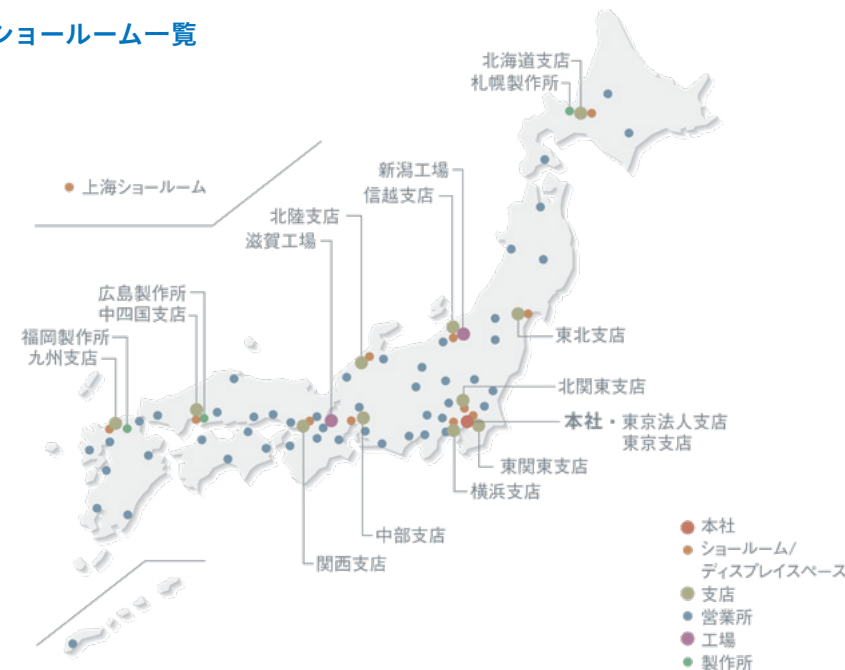 ショールーム一覧
北海道支店
札幌製作所
上海ショールーム
新潟工場
信越支店
北陸支店
滋賀工場
広島製作所
中四国支店
福岡製作所
九州支店
東北支店
北関東支店
本社・東京法人支店
東京支店
東関東支店
横浜支店
中部支店
関西支店
本社
ショールーム/
ディスプレイスペース
支店
営業所
工場
製作所